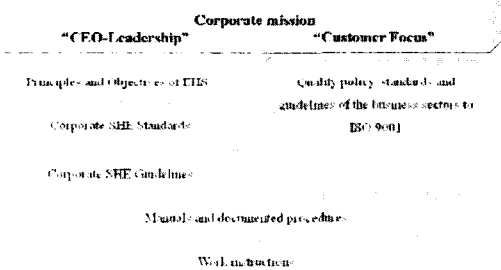 Corporate mission
“CEO-Leadership” “Customer Focus”
Principles and Objectives of EHS
Quality policy, standards and
guidelines of the business sectors to
ISO 9001
Corporate SHE Standards
Corporate SHE Guidelines
Manuals and documented procedures
Work instructions